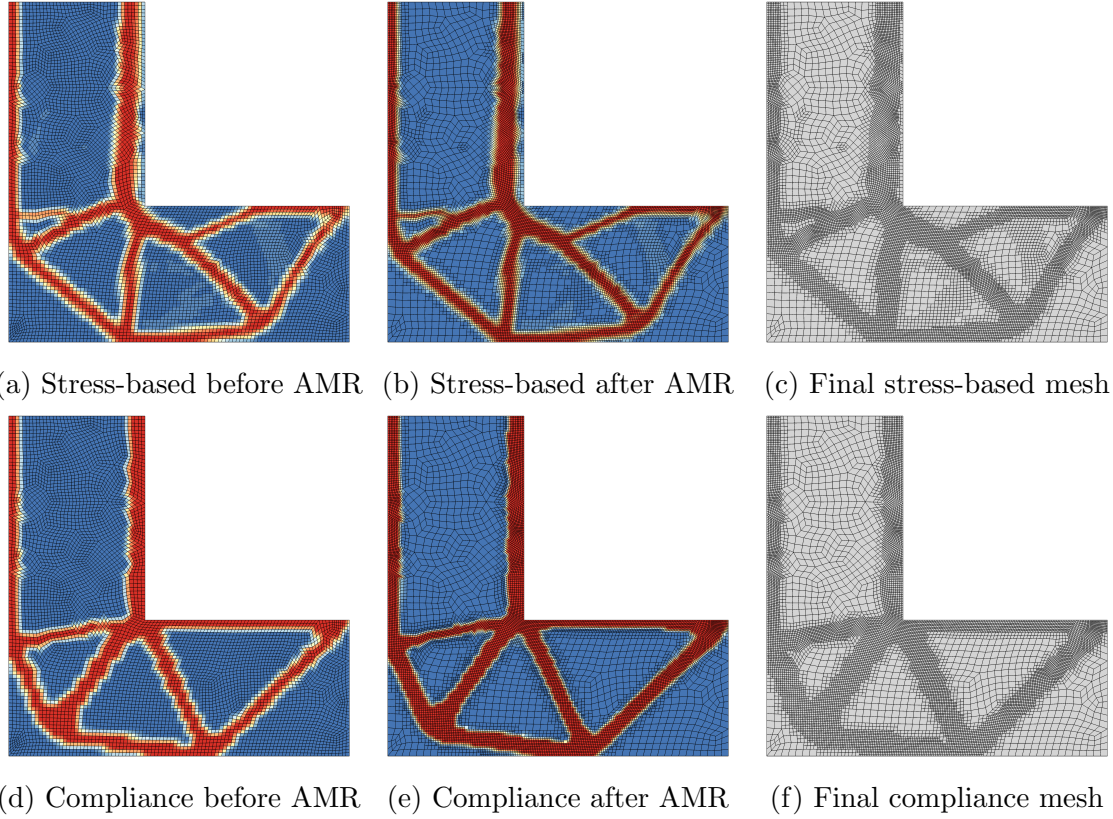 (a) Stress-based before AMR (b) Stress-based after AMR (c) Final stress-based mesh
(d) Compliance before AMR (e) Compliance after AMR (f) Final compliance mesh